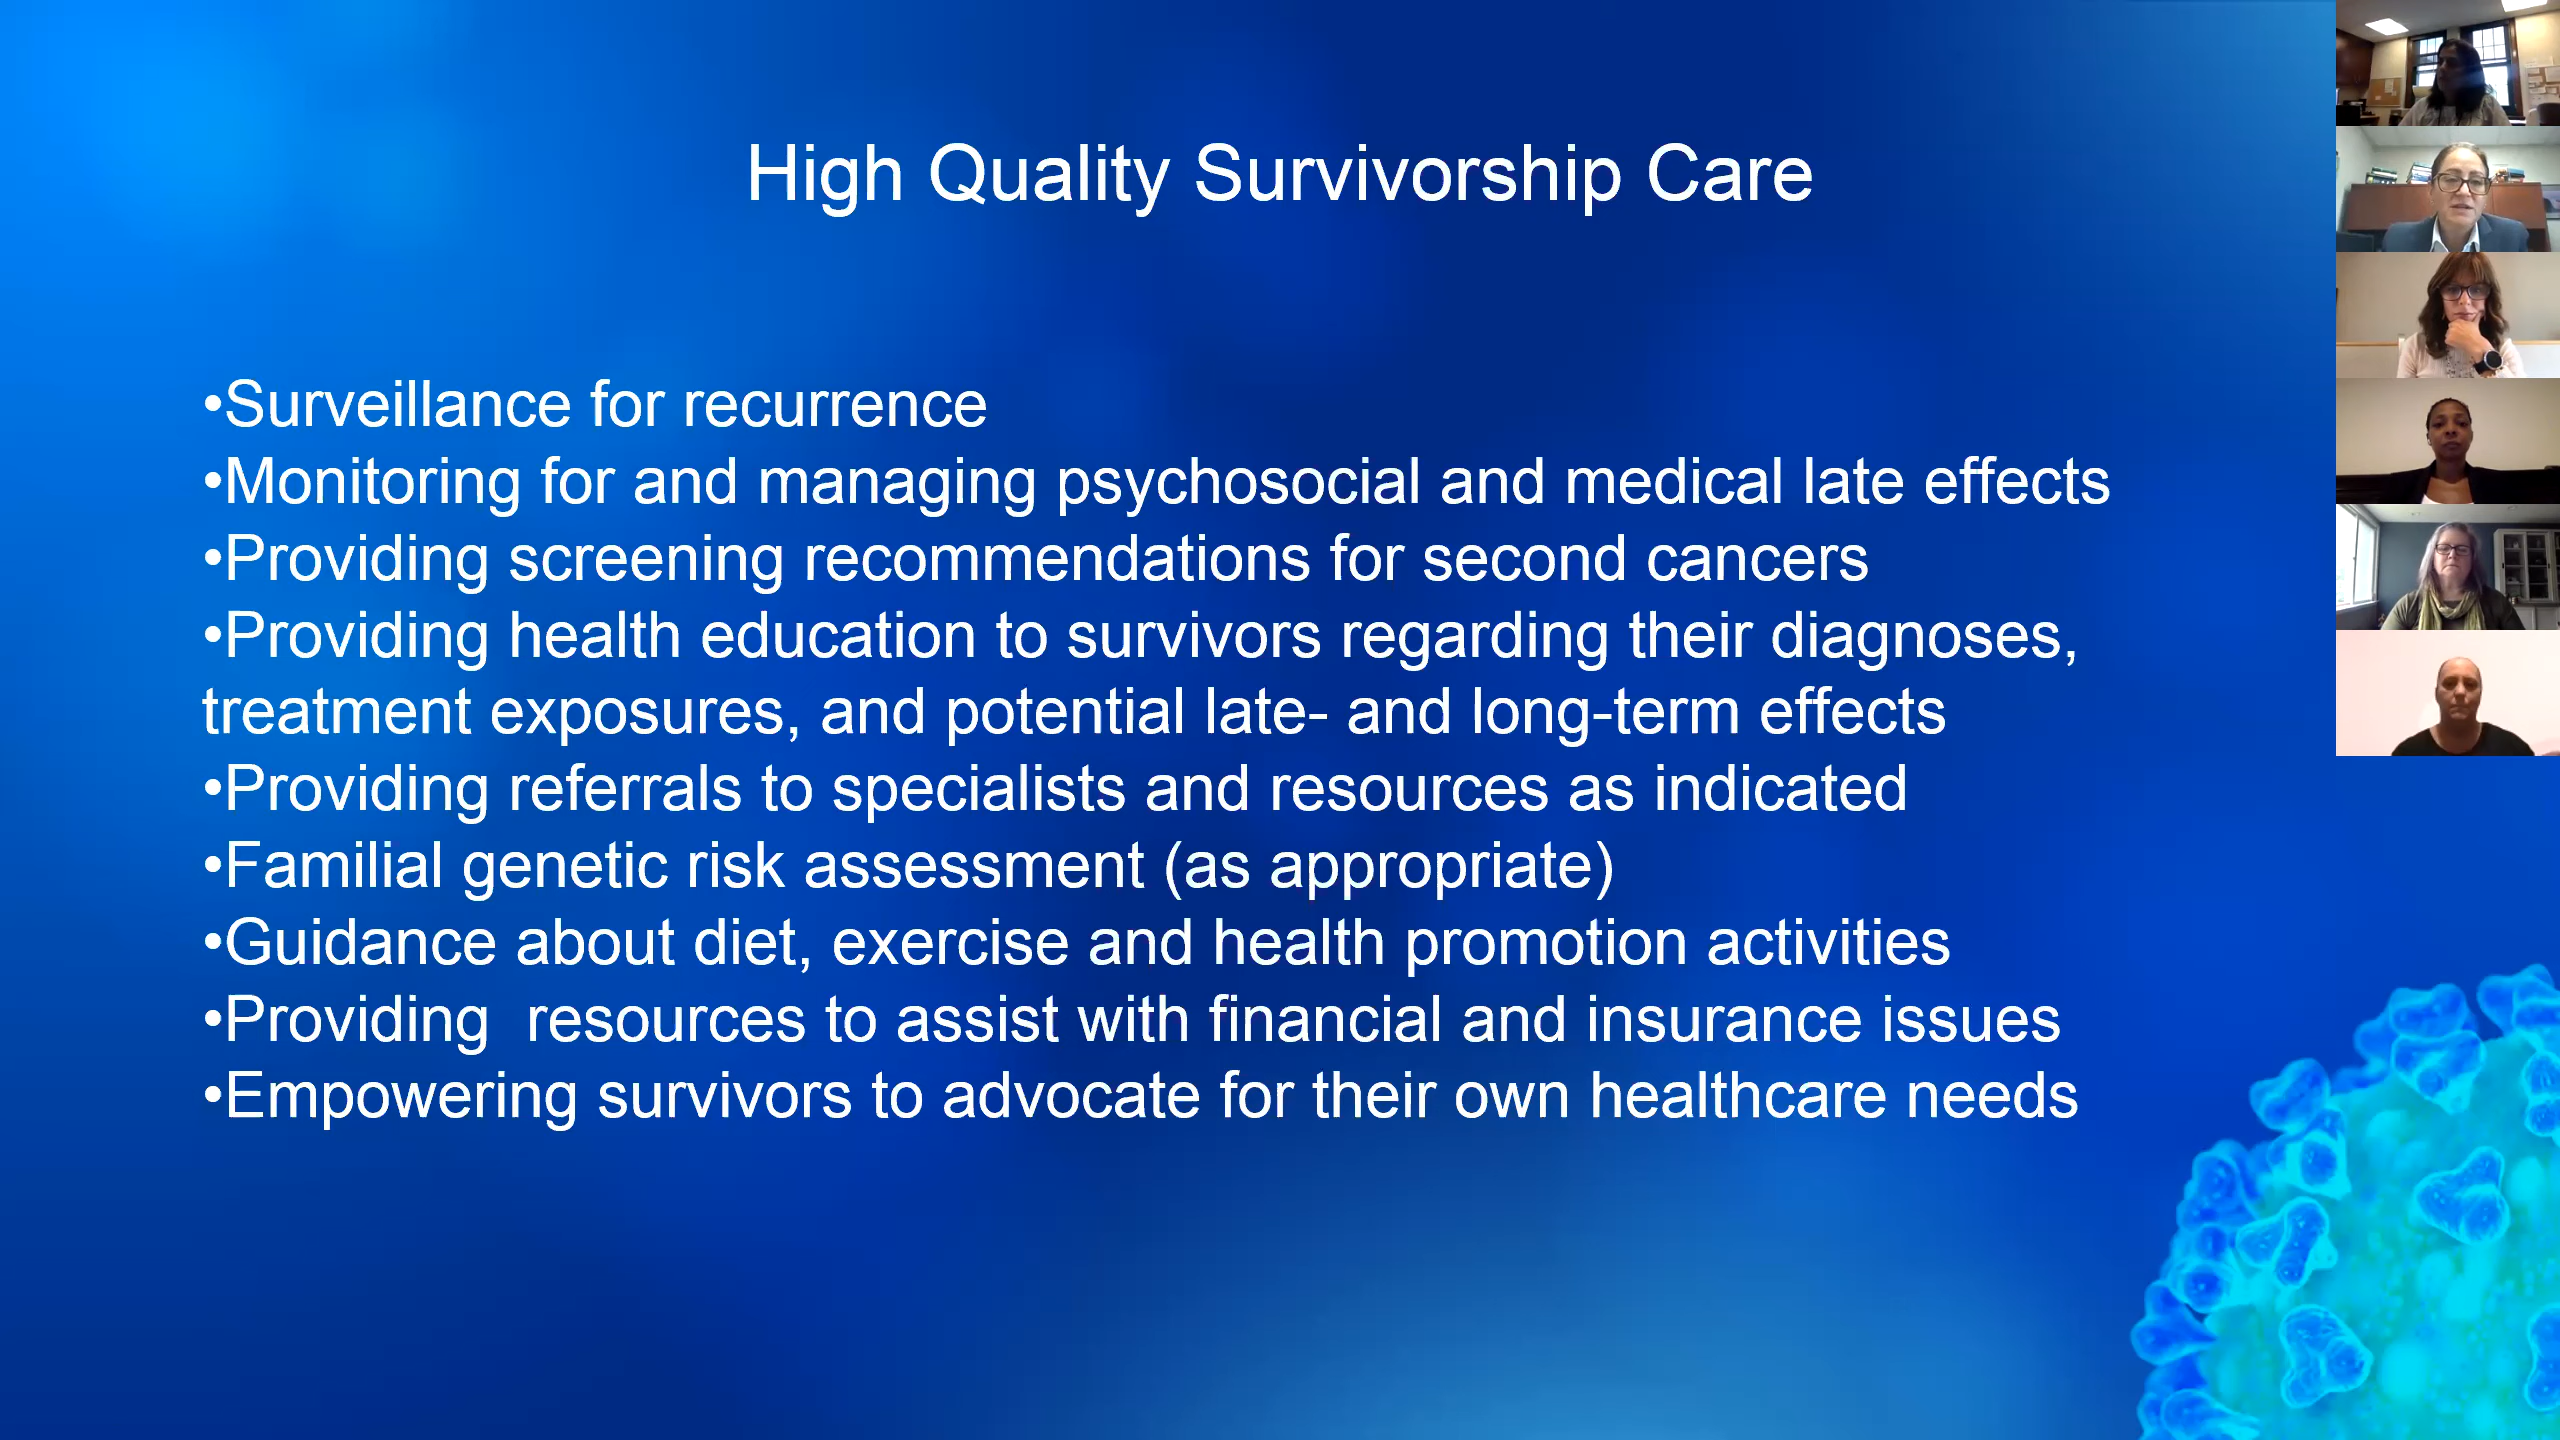 High Quality Survivorship Care
•Surveillance for recurrence
•Monitoring for and managing psychosocial and medical late effects
•Providing screening recommendations for second cancers
•Providing health education to survivors regarding their diagnoses,
treatment exposures, and potential late- and long-term effects
•Providing referrals to specialists and resources as indicated
•Familial genetic risk assessment (as appropriate)
•Guidance about diet, exercise and health promotion activities
•Providing  resources to assist with financial and insurance issues
•Empowering survivors to advocate for their own healthcare needs